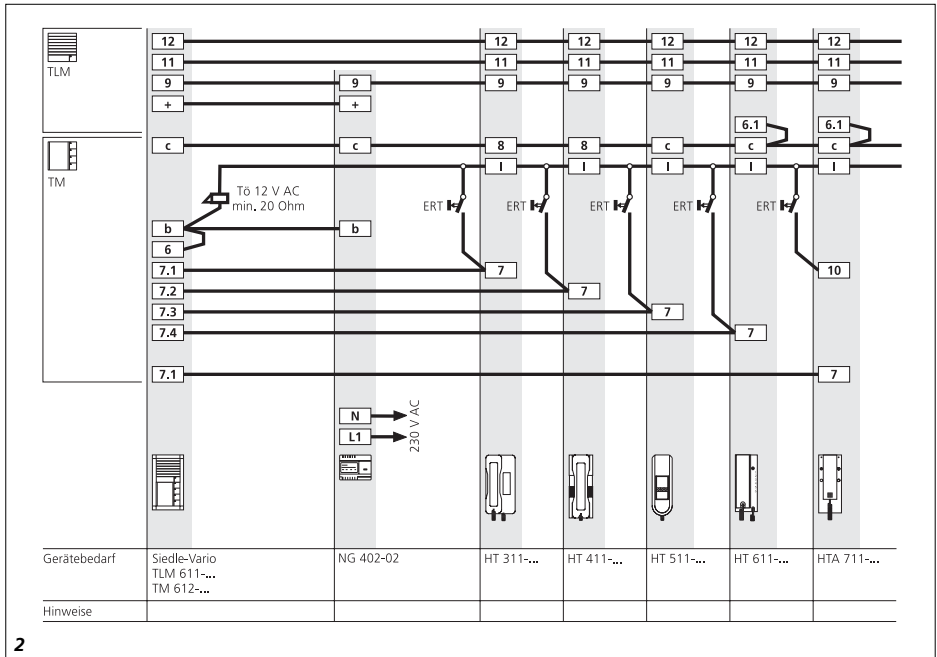 12 12 12 12 12 12
TLM 11 11 11 11 11 11
9 9 9 9 9 9 9
+ +
6.1 6.1
c c 8 8 c c c
I I I I I
TM
Tö 12 V AC
min. 20 Ohm
ERT ERT ERT ERT ERT
b b
6
7.1 7 10
7.2 7
7.3 7
7.4 7
7.1 7
N
L1
230 V AC
Gerätebedarf Siedle-Vario NG 402-02 HT 311-... HT 411-... HT 511-... HT 611-... HTA 711-...
TLM 611-...
TM 612-...
Hinweise
2